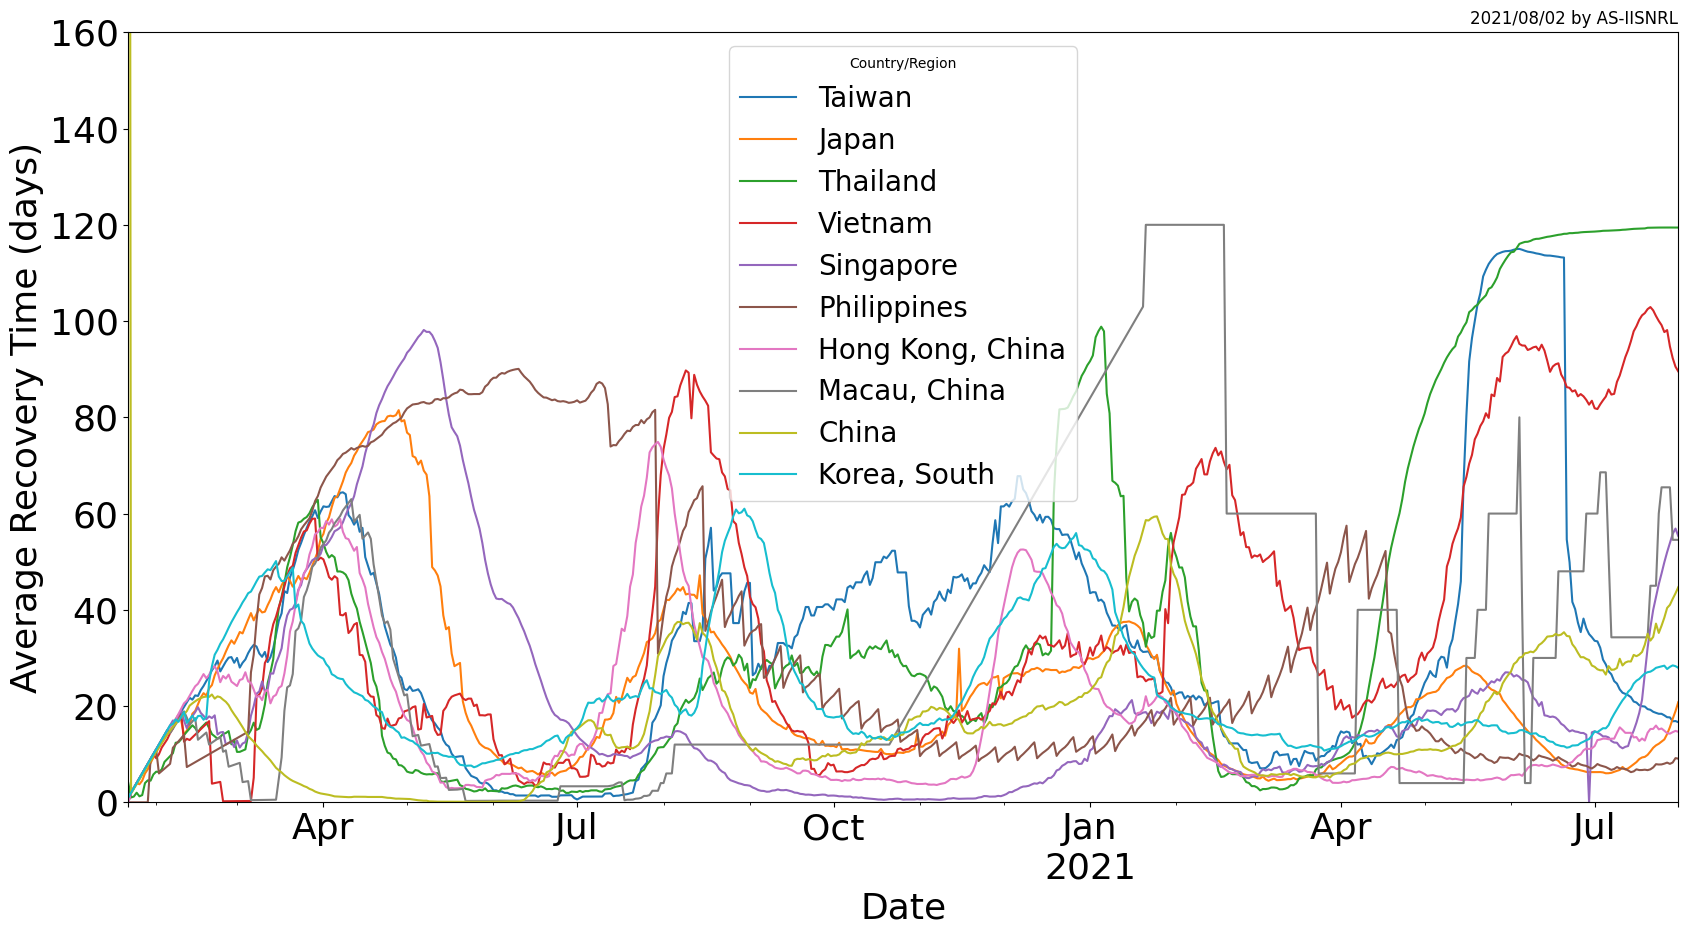 2021/08/02 by AS-IISNRL
160
140
120
100
80
60
40
20
0
Average Recovery Time (days)
Country/Region
Taiwan
Japan
Thailand
Vietnam
Singapore
Philippines
Hong Kong, China
Macau, China
China
Korea, South
Apr
Jul
Oct
Jan
2021
Apr
Jul
Date